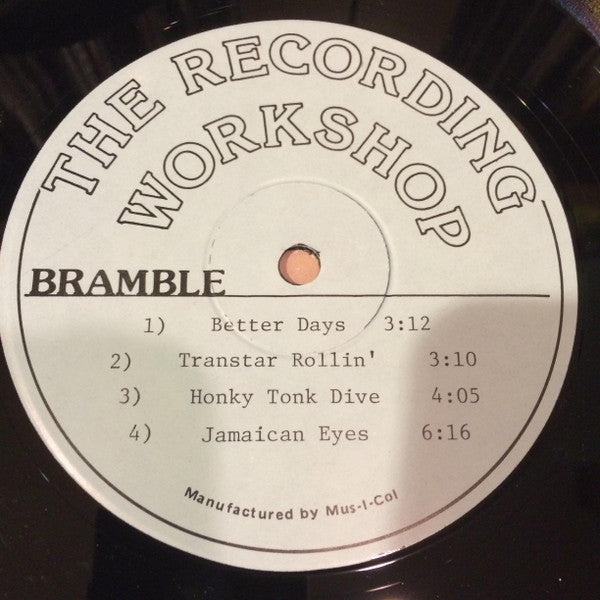 THE RECORDING
WORKSHOP
BRAMBLE
1) Better Days 3:12
2) Transtar Rollin' 3:10
3) Honky Tonk Dive 4:05
4) Jamaican Eyes 6:16
Manufactured by Mus-I-Col